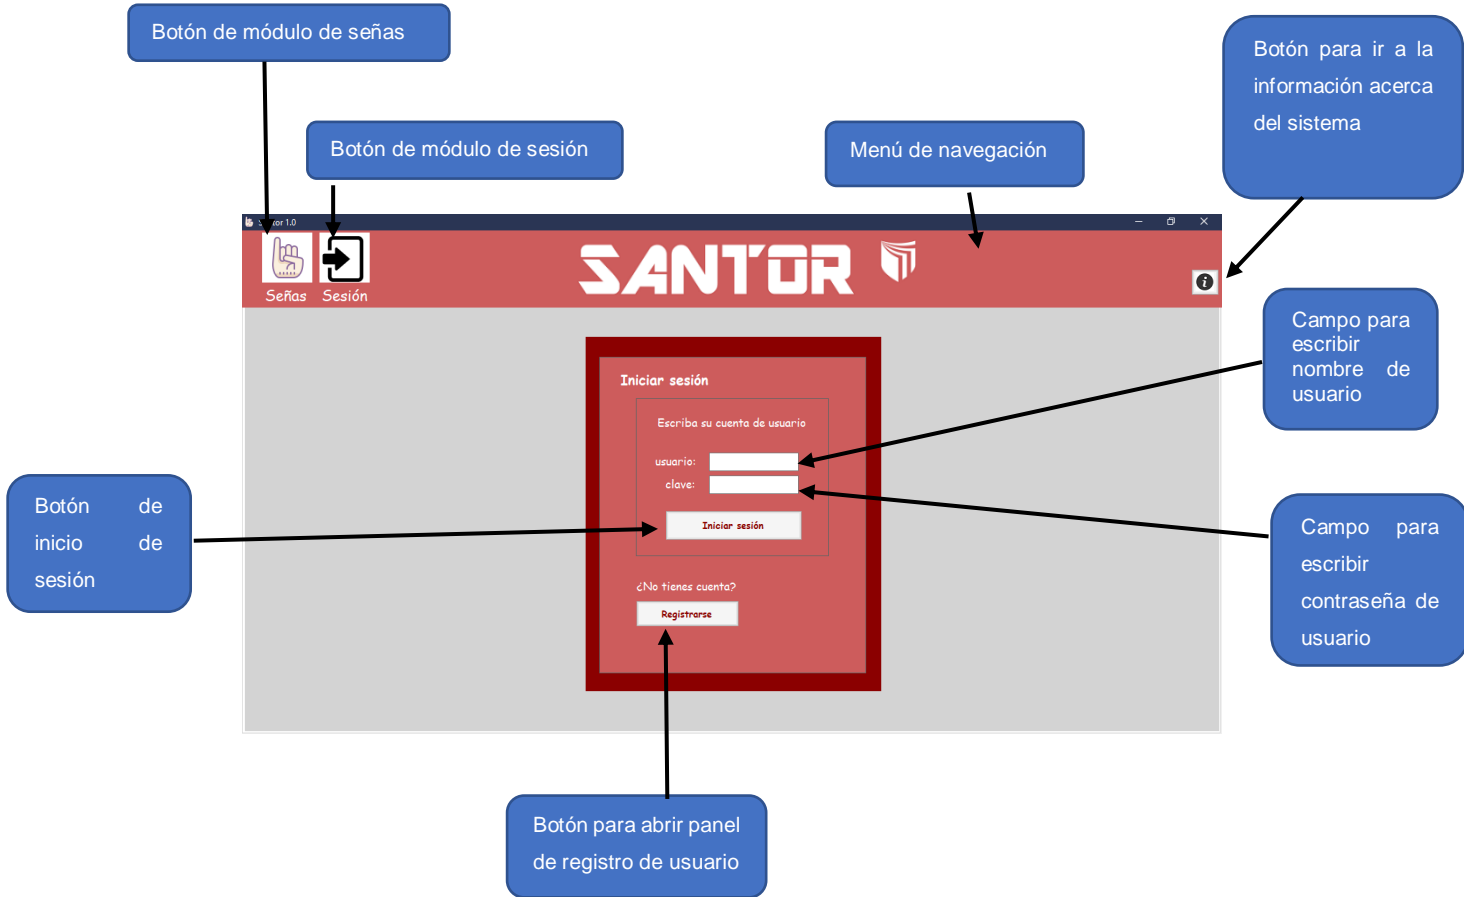 Botón de módulo de señas
Botón para ir a la
información acerca
del sistema
Botón de módulo de sesión
Menú de navegación
tor 1.0
SANTOR
Señas Sesión
Campo para
escribir
nombre de
usuario
Iniciar sesión
Escriba su cuenta de usuario
usuario:
clave:
Iniciar sesión
Botón de
inicio de
sesión
Campo para
escribir
contraseña de
usuario
¿No tienes cuenta?
Registrarse
Botón para abrir panel
de registro de usuario